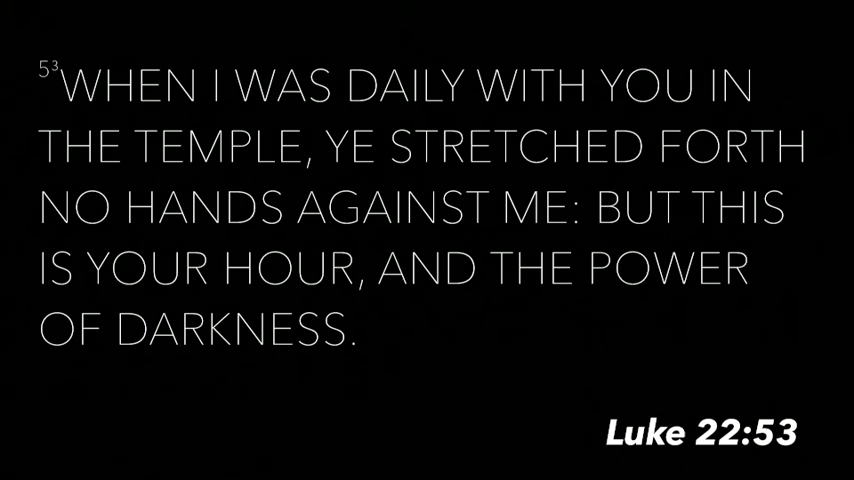 53WHEN I WAS DAILY WITH YOU IN
THE TEMPLE, YE STRETCHED FORTH
NO HANDS AGAINST ME: BUT THIS
IS YOUR HOUR, AND THE POWER
OF DARKNESS.
Luke 22:53